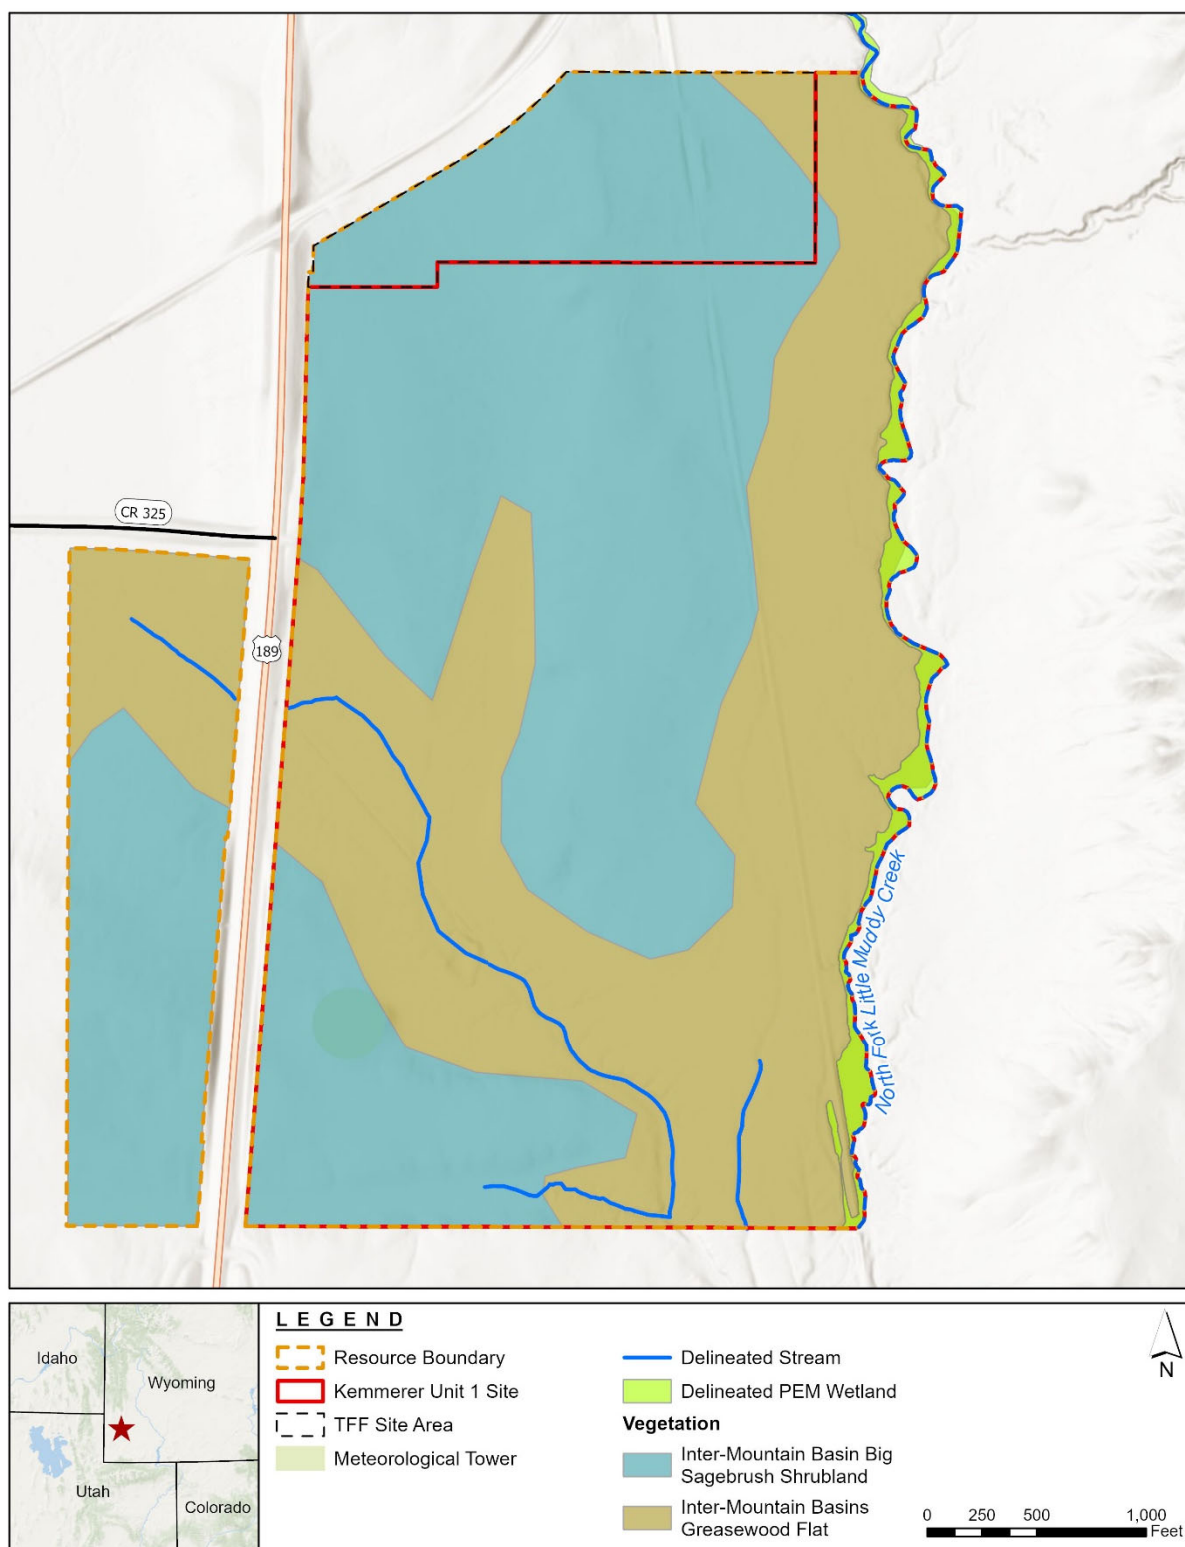 CR 325
189
North Fork Little Muddy Creek
Idaho
Wyoming
Utah
Colorado
LEGEND
Resource Boundary
Kemmerer Unit 1 Site
TFF Site Area
Meteorological Tower
Delineated Stream
Delineated PEM Wetland
Vegetation
Inter-Mountain Basin Big
Sagebrush Shrubland
Inter-Mountain Basins
Greasewood Flat
N
0 250 500 1,000
Feet